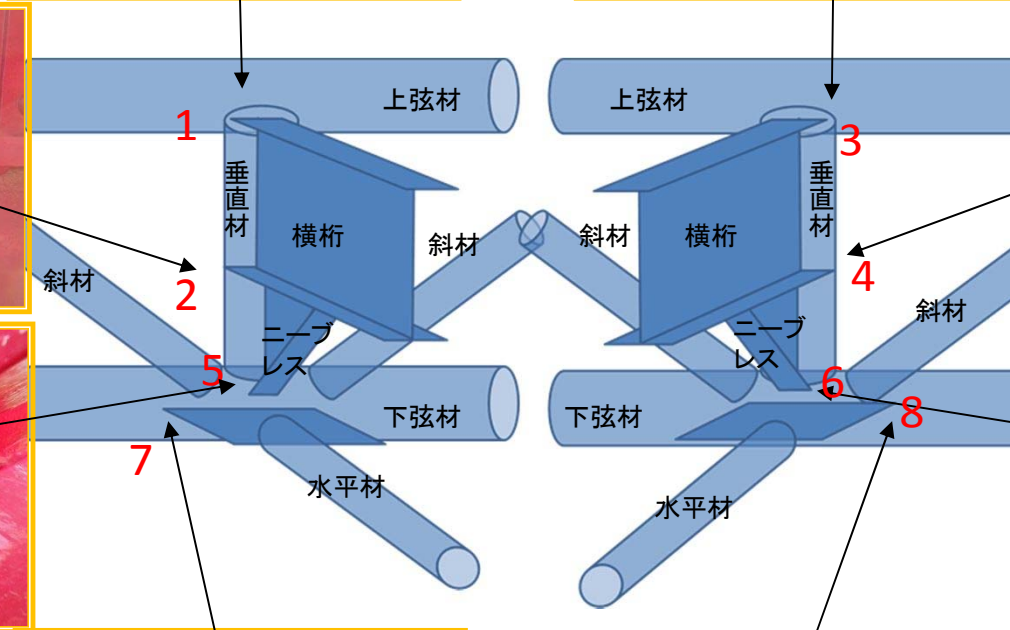 上弦材
上弦材
1
3
垂直材
垂直材
横桁
斜材
斜材
横桁
斜材
2
4
斜材
ニーブ
レス
ニーブ
レス
5
6
下弦材
下弦材
8
7
水平材
水平材